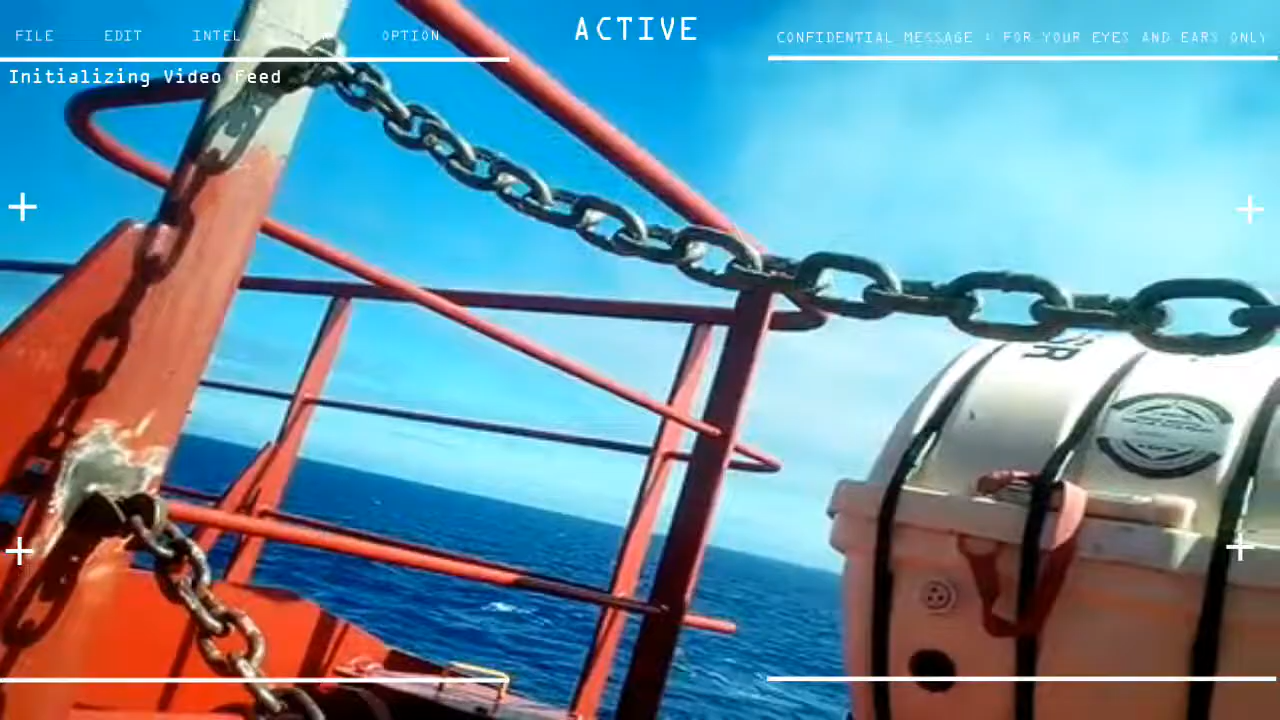 FILE EDIT INTEL OPTION
ACTIVE
CONFIDENTIAL MESSAGE : FOR YOUR EYES AND EARS ONLY
Initializing Video Feed